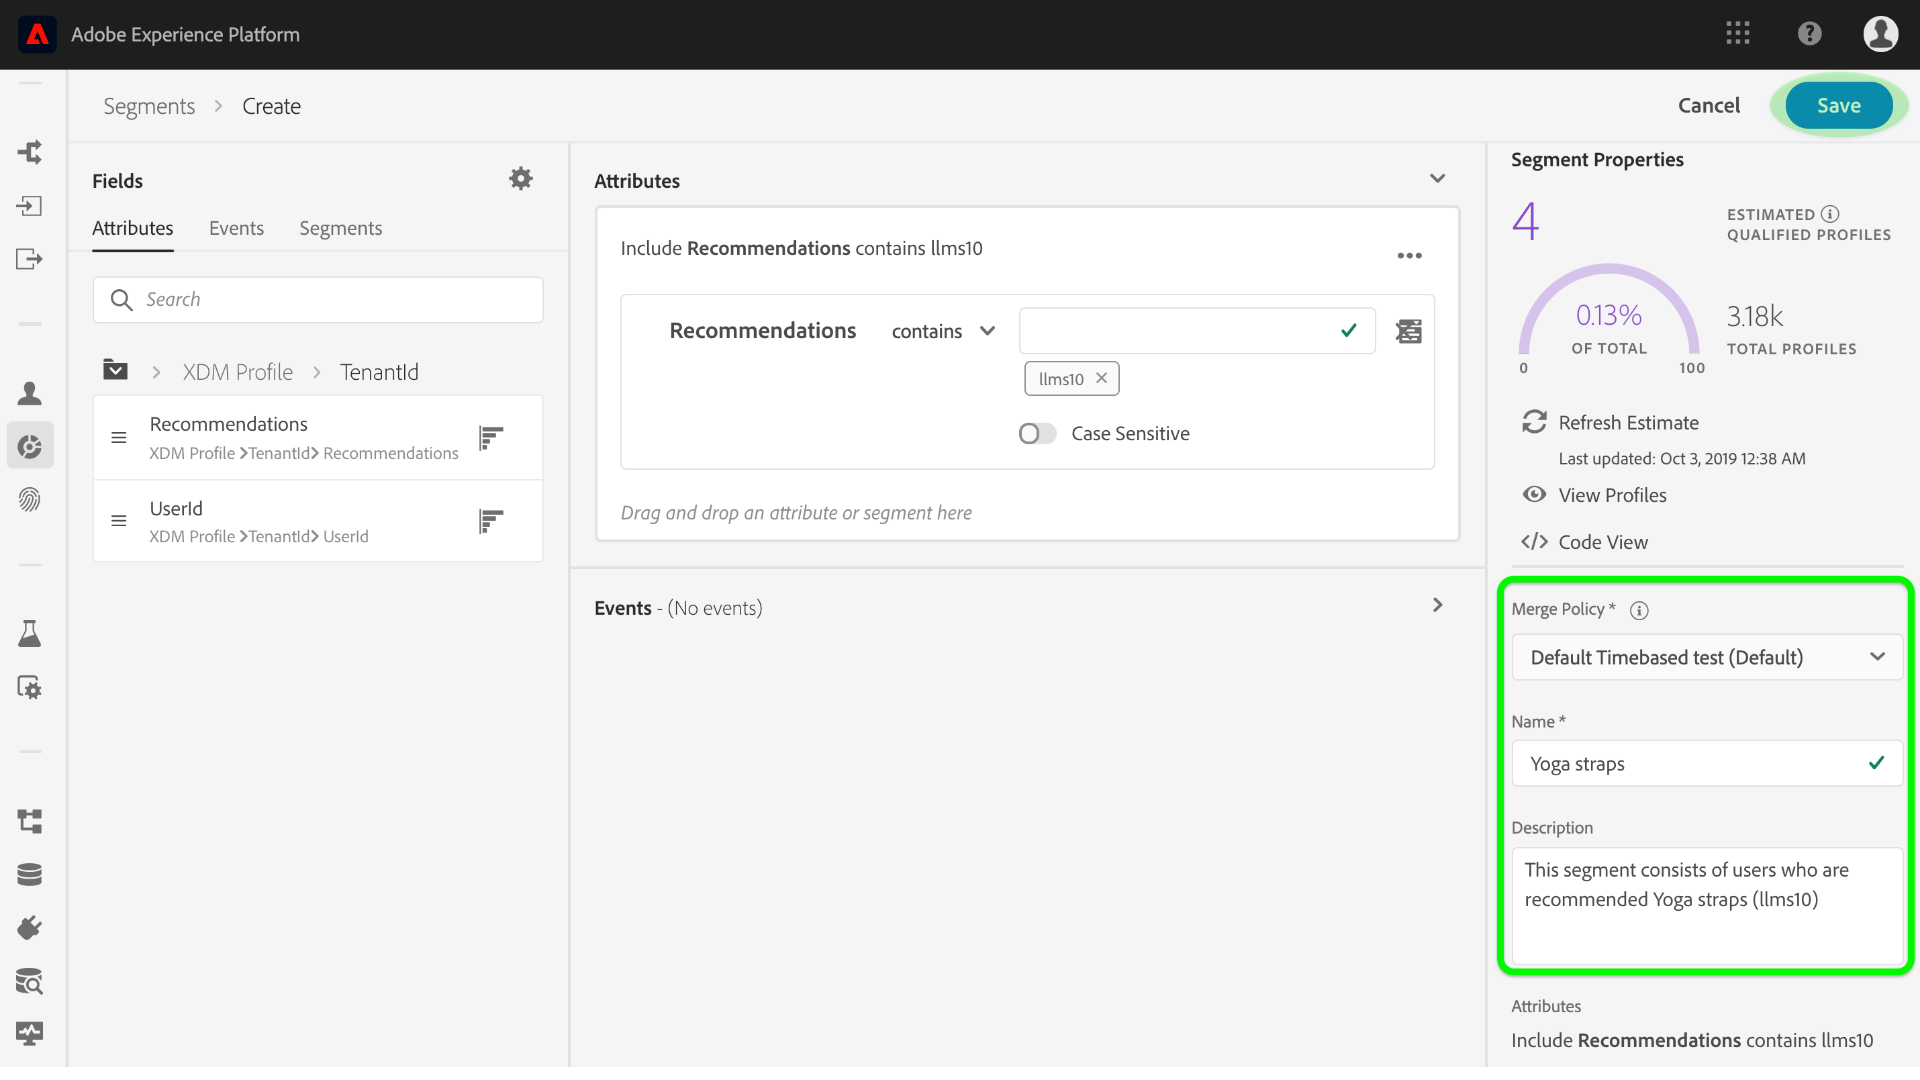 Adobe Experience Platform
Segments > Create
Cancel
Save
Fields
Attributes
Events
Segments
Search
XDM Profile > TenantId
Recommendations
XDM Profile >TenantId> Recommendations
UserId
XDM Profile >TenantId> UserId
Attributes
Include Recommendations contains llms10
Recommendations
contains
llms10
Case Sensitive
Drag and drop an attribute or segment here
Events - (No events)
Segment Properties
4
ESTIMATED
QUALIFIED PROFILES
0.13%
OF TOTAL
0
100
3.18k
TOTAL PROFILES
Refresh Estimate
Last updated: Oct 3, 2019 12:38 AM
View Profiles
</> Code View
Merge Policy *
Default Timebased test (Default)
Name *
Yoga straps
Description
This segment consists of users who are
recommended Yoga straps (llms10)
Attributes
Include Recommendations contains llms10